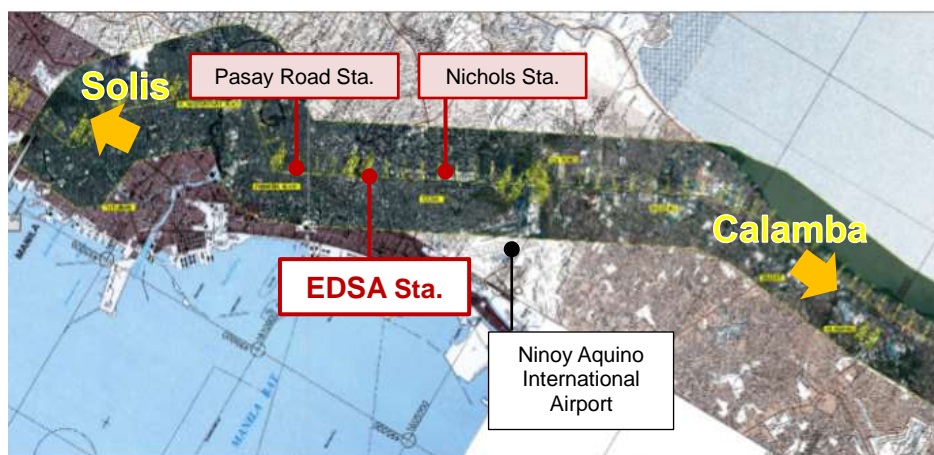 Pasay Road Sta.
Nichols Sta.
Solis
Calamba
EDSA Sta.
Ninoy Aquino
International
Airport
MANILA
MANILA BAY